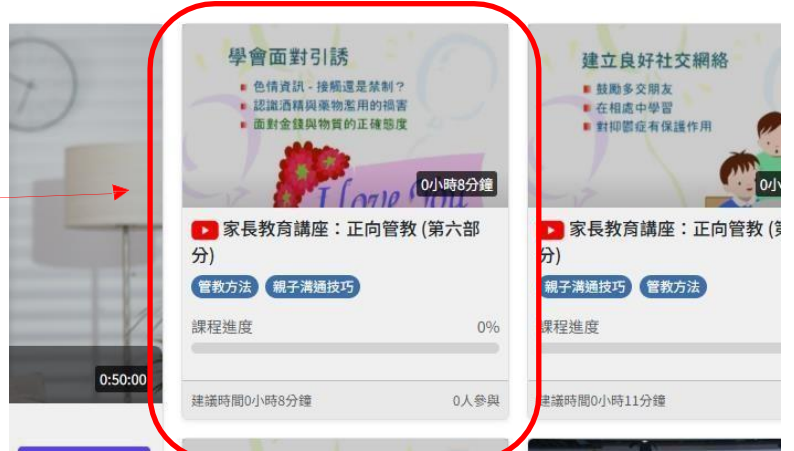 學會面對引誘
色情資訊 - 接觸還是禁制？
認識酒精與藥物濫用的禍害
面對金錢與物質的正確態度
I love You
0小時8分鐘
家長教育講座：正向管教 (第六部
分)
管教方法 親子溝通技巧
課程進度 0%
建議時間0小時8分鐘 0人參與
建立良好社交網絡
鼓勵多交朋友
在相處中學習
對抑鬱症有保護作用
0小
家長教育講座：正向管教 (
分)
親子溝通技巧 管教方法
課程進度
建議時間0小時11分鐘
0:50:00